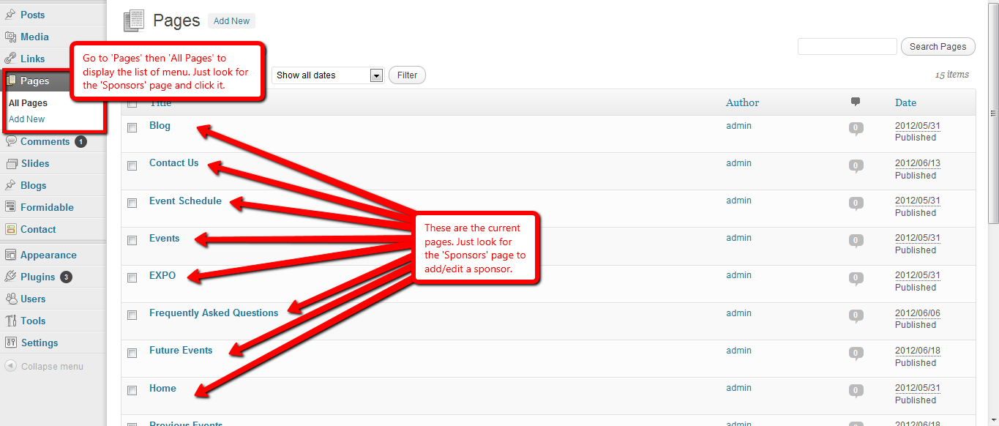 Posts
Media
Links
Pages
All Pages
Add New
Comments 1
Slides
Blogs
Formidable
Contact
Appearance
Plugins 3
Users
Tools
Settings
Collapse menu
Pages Add New
Search Pages
Go to 'Pages' then 'All Pages' to
display the list of menu. Just look for
the 'Sponsors' page and click it.
Show all dates Filter
15 items
Title Author Date
Blog admin 0 2012/05/31
Published
Contact Us admin 0 2012/06/13
Published
Event Schedule admin 0 2012/05/31
Published
Events admin 0 2012/05/31
Published
EXPO admin 0 2012/05/31
Published
Frequently Asked Questions admin 0 2012/06/06
Published
Future Events admin 0 2012/06/18
Published
Home admin 0 2012/05/31
Published
Previous Events admin 2012/06/18
These are the current
pages. Just look for
the 'Sponsors' page to
add/edit a sponsor.